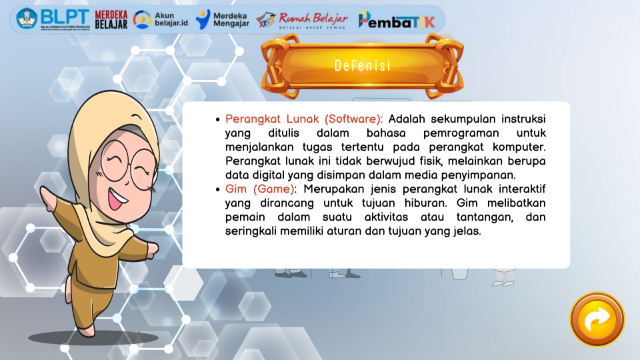 BLPT
MERDEKA
BELAJAR
Akun
belajar.id
Merdeka
Mengajar
Rumah Belajar
belajar untuk semua
PembaTIK
Defenisi
• Perangkat Lunak (Software): Adalah sekumpulan instruksi
yang ditulis dalam bahasa pemrograman untuk
menjalankan tugas tertentu pada perangkat komputer.
Perangkat lunak ini tidak berwujud fisik, melainkan berupa
data digital yang disimpan dalam media penyimpanan.
• Gim (Game): Merupakan jenis perangkat lunak interaktif
yang dirancang untuk tujuan hiburan. Gim melibatkan
pemain dalam suatu aktivitas atau tantangan, dan
seringkali memiliki aturan dan tujuan yang jelas.